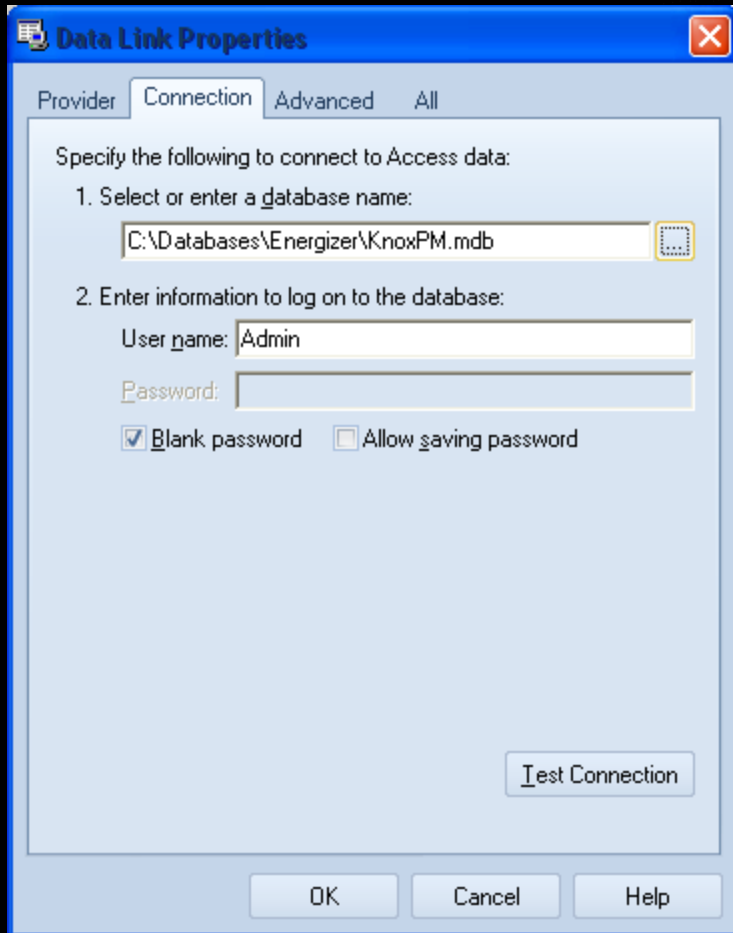 Data Link Properties
Provider Connection Advanced All
Specify the following to connect to Access data:
1. Select or enter a database name:
C:\Databases\Energizer\KnoxPM.mdb ...
2. Enter information to log on to the database:
User name: Admin
Password:
Blank password Allow saving password
Test Connection
OK Cancel Help